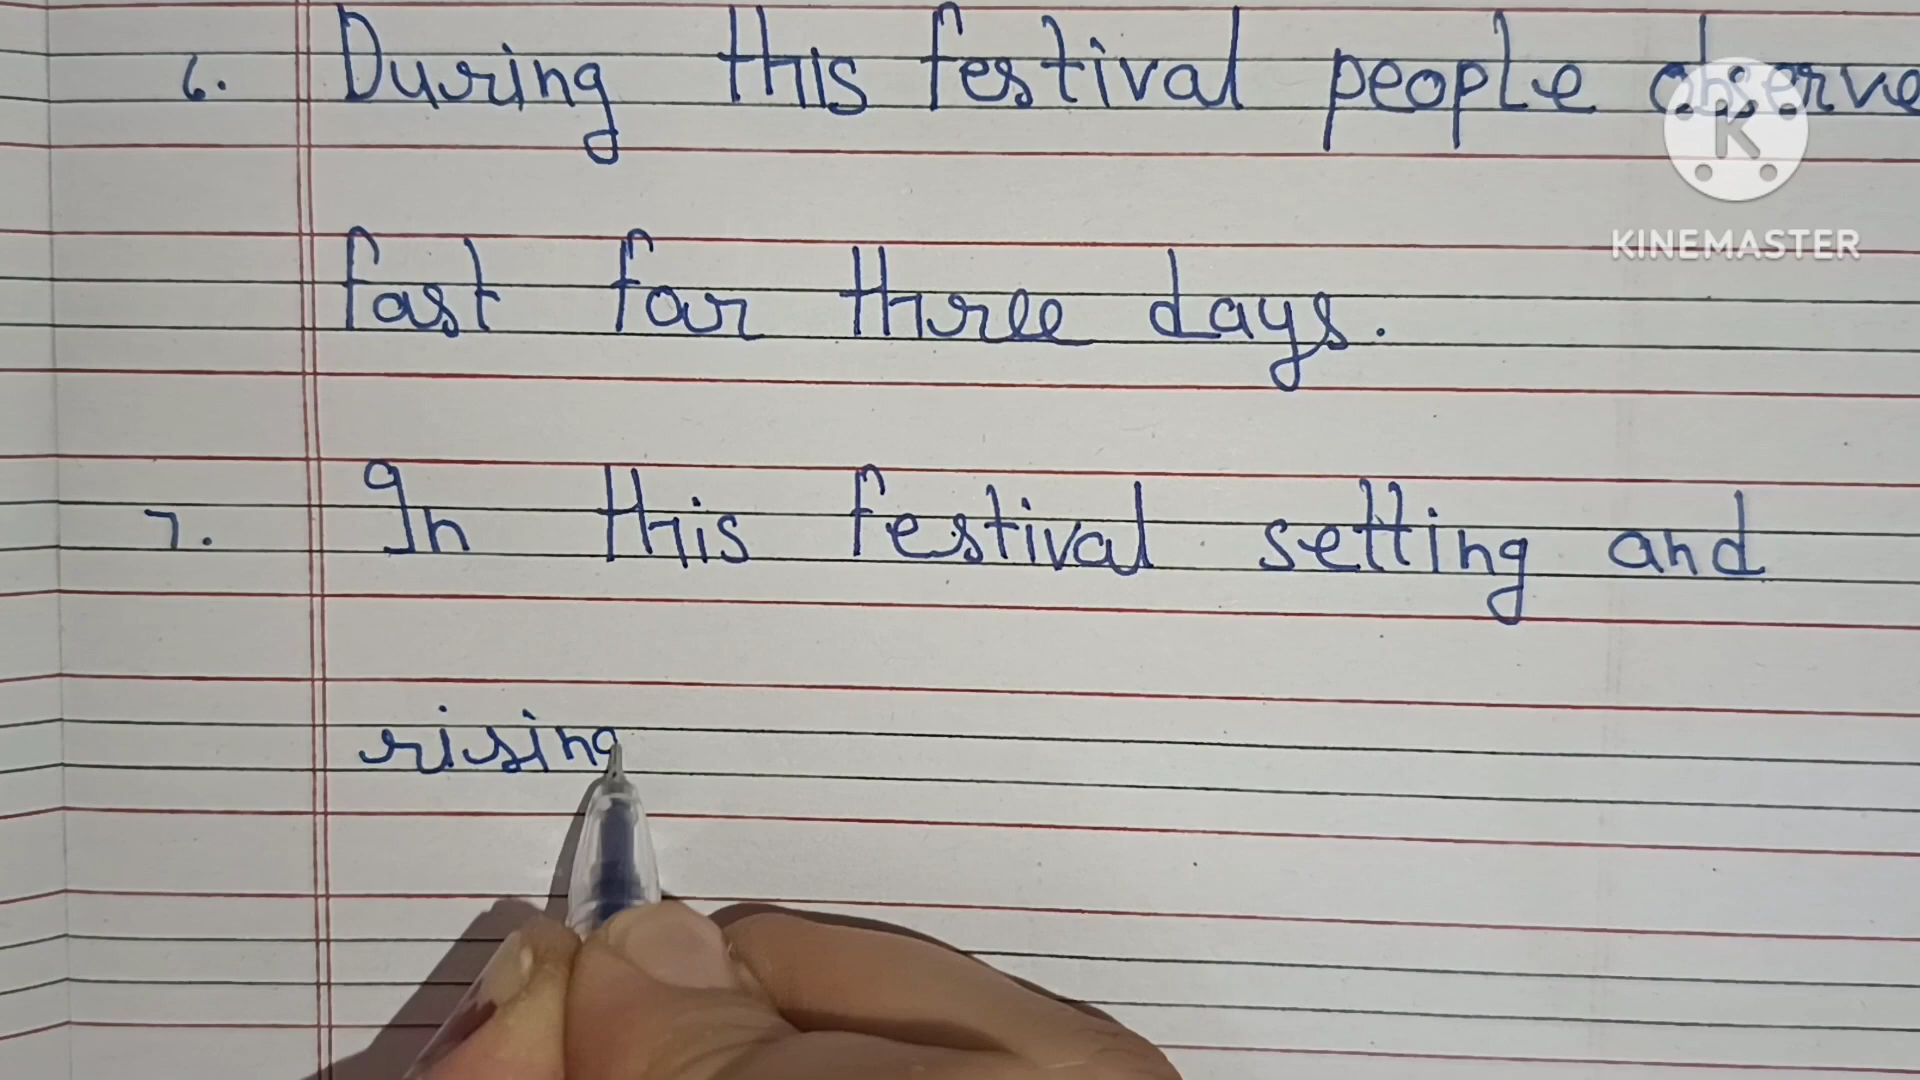 6. During this festival people observe
KINEMASTER
fast for three days.
7. In this festival setting and
rising